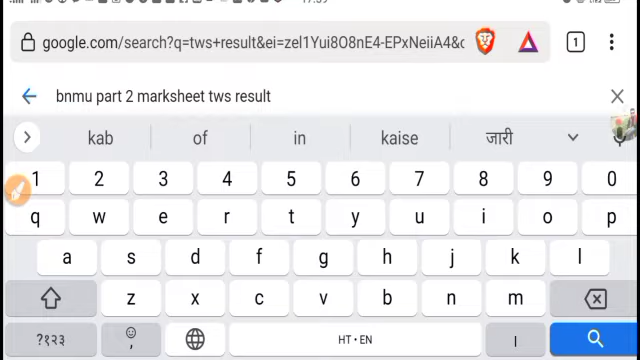 google.com/search?q=tws+result&ei=zel1Yui8O8nE4-EPxNeiiA4&c
1
bnmu part 2 marksheet tws result
kab of in kaise जारी
1 2 3 4 5 6 7 8 9 0
q w e r t y u i o p
a s d f g h j k l
z x c v b n m
?१२३ , HT • EN ।